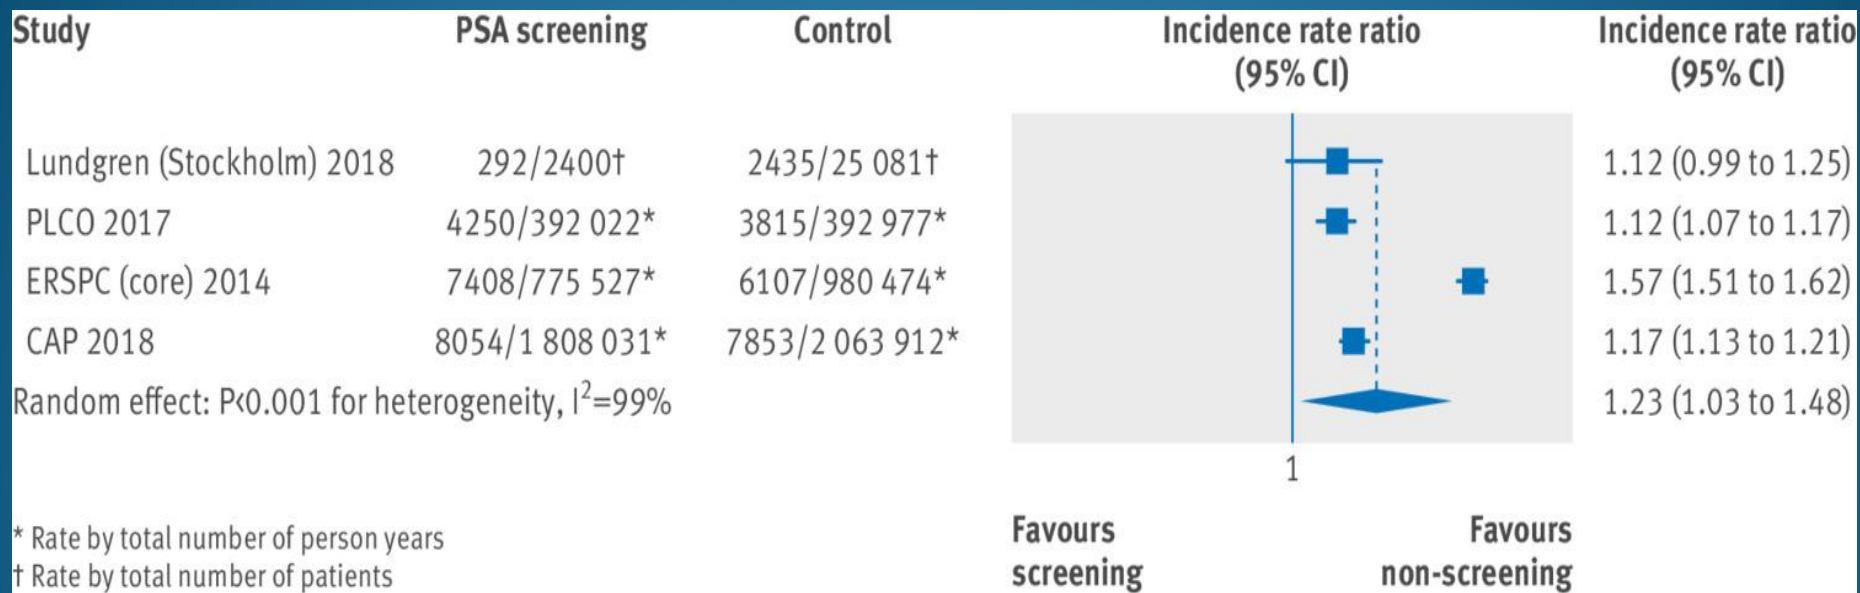 Study PSA screening Control Incidence rate ratio (95% CI) Incidence rate ratio (95% CI)
Lundgren (Stockholm) 2018 292/2400† 2435/25 081† 1.12 (0.99 to 1.25)
PLCO 2017 4250/392 022* 3815/392 977* 1.12 (1.07 to 1.17)
ERSPC (core) 2014 7408/775 527* 6107/980 474* 1.57 (1.51 to 1.62)
CAP 2018 8054/1 808 031* 7853/2 063 912* 1.17 (1.13 to 1.21)
Random effect: P<0.001 for heterogeneity, I²=99% 1.23 (1.03 to 1.48)
1
Favours screening Favours non-screening
* Rate by total number of person years
† Rate by total number of patients